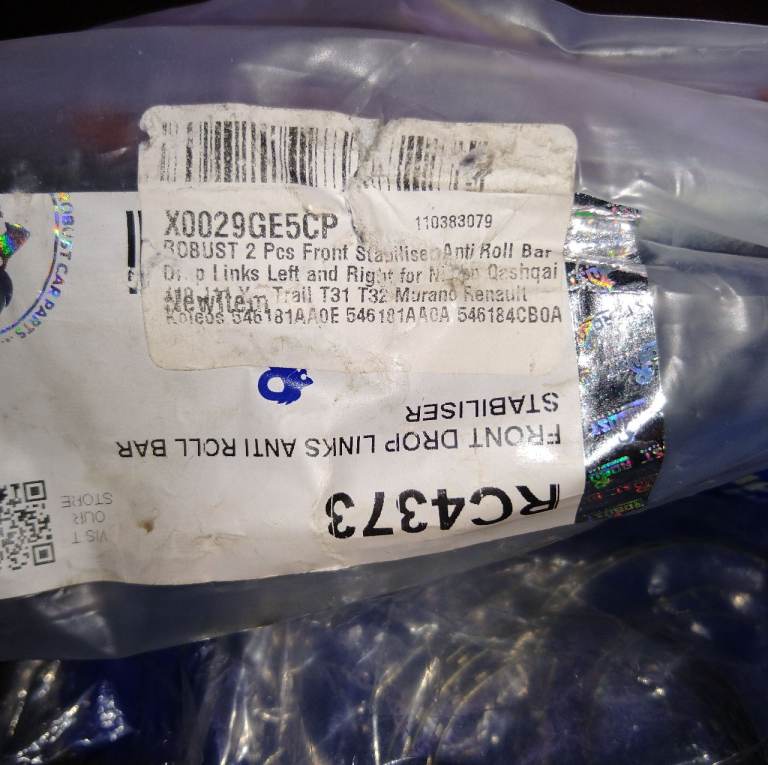 X0029GE5CP 110383079
ROBUST 2 Pcs Front Stabiliser Anti Roll Bar
Links Left and Right for Qashqai
Trail T31 T32 Murano Renault
NewItem
Koleos 546181AA0E 546181AA0A 546184CB0A
RC4373
FRONT DROP LINKS ANTI ROLL BAR
STABILISER
VISIT
OUR
STORE
ROBUST CAR PARTS